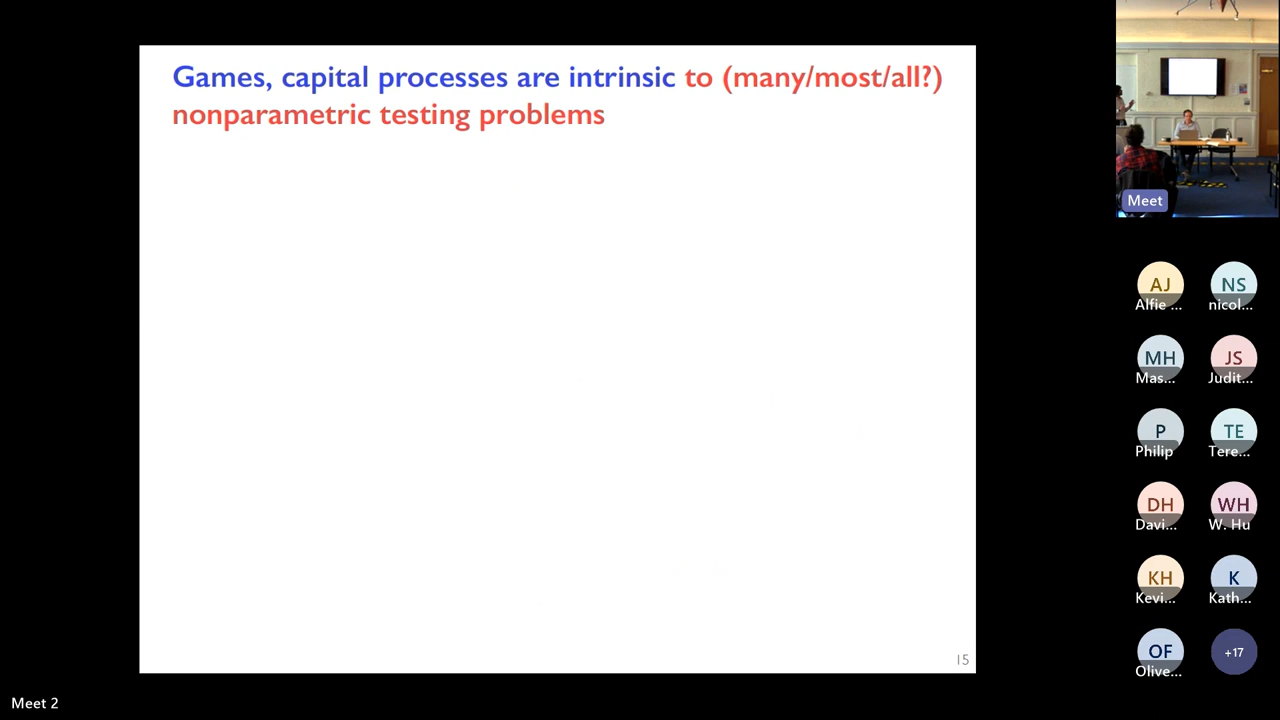 Games, capital processes are intrinsic to (many/most/all?)
nonparametric testing problems
15
Meet
AJ
Alfie ...
NS
nicol...
MH
Mas...
JS
Judit...
P
Philip
TE
Tere...
DH
Davi...
WH
W. Hu
KH
Kevi...
K
Kath...
OF
Olive...
+17
Meet 2